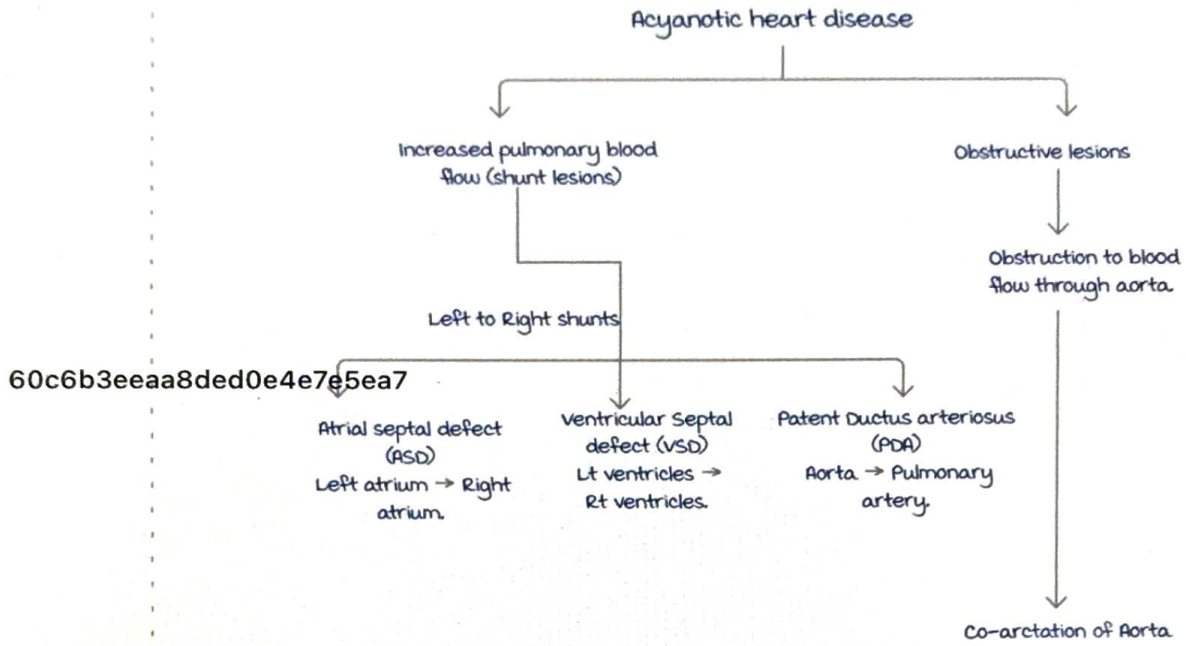 Acyanotic heart disease
Increased pulmonary blood
flow (shunt lesions)
Obstructive lesions
Obstruction to blood
flow through aorta.
Left to Right shunts
60c6b3eeaa8ded0e4e7e5ea7
Atrial septal defect
(ASD)
Left atrium → Right
atrium.
Ventricular Septal
defect (VSD)
Lt ventricles →
Rt ventricles.
Patent Ductus arteriosus
(PDA)
Aorta → Pulmonary
artery.
Co-arctation of Aorta